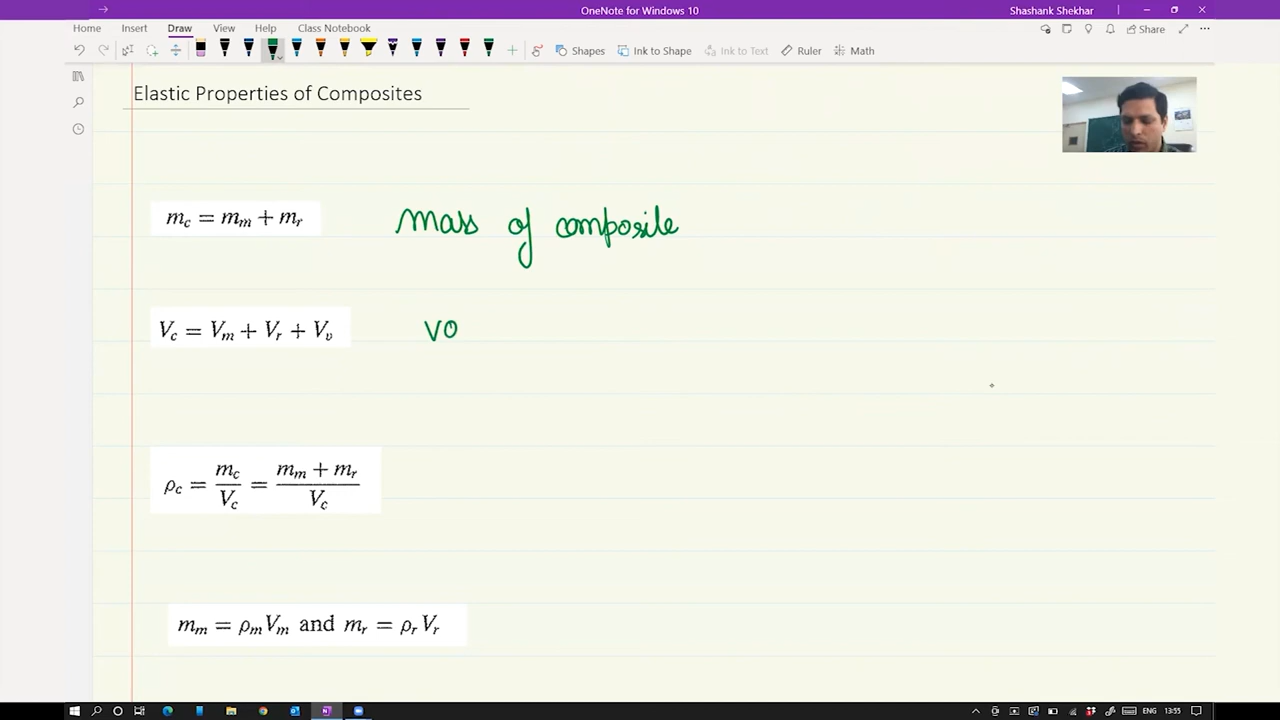 OneNote for Windows 10
Shashank Shekhar
Home Insert Draw View Help Class Notebook
Share
Shapes Ink to Shape Ink to Text Ruler Math
Elastic Properties of Composites
m_c = m_m + m_r Mass of composite
V_c = V_m + V_r + V_v vo
ρ_c = m_c / V_c = (m_m + m_r) / V_c
m_m = ρ_m V_m and m_r = ρ_r V_r
ENG 13:55